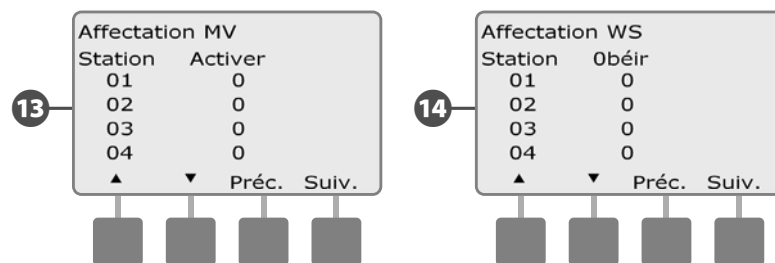 13
Affectation MV
Station Activer
01 0
02 0
03 0
04 0
▲ ▼ Préc. Suiv.
14
Affectation WS
Station 0béir
01 0
02 0
03 0
04 0
▲ ▼ Préc. Suiv.